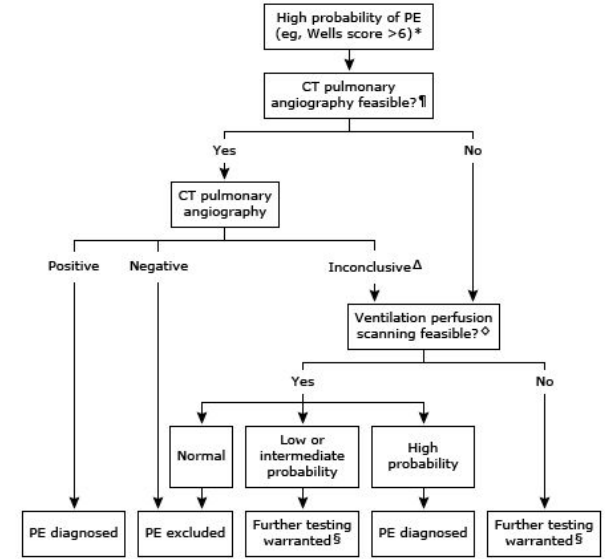 High probability of PE
(eg, Wells score >6)*
CT pulmonary
angiography feasible?¶
Yes
No
CT pulmonary
angiography
Positive
Negative
InconclusiveΔ
Ventilation perfusion
scanning feasible?◇
Yes
No
Normal
Low or
intermediate
probability
High
probability
PE diagnosed
PE excluded
Further testing
warranted§
PE diagnosed
Further testing
warranted§